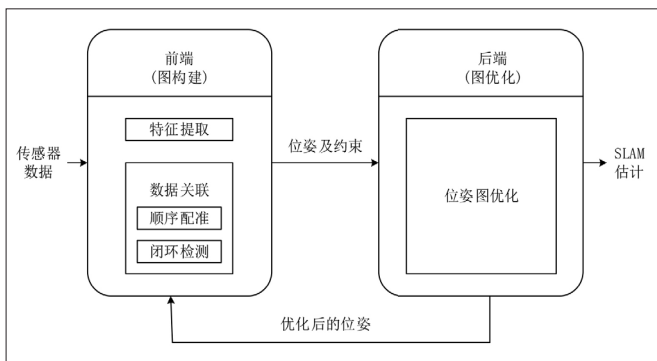 前端
(图构建)
后端
(图优化)
特征提取
传感器
数据
位姿及约束
SLAM
估计
数据关联
顺序配准
闭环检测
位姿图优化
优化后的位姿